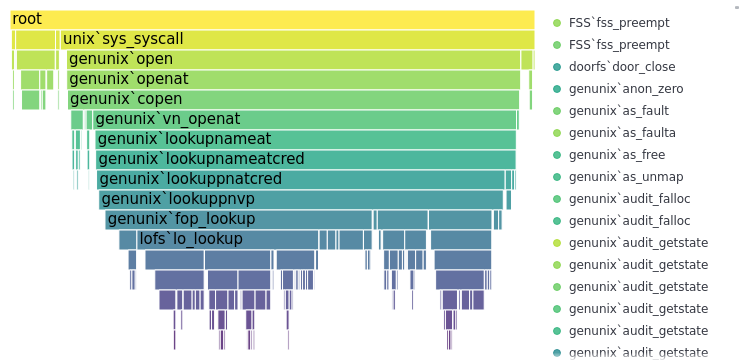 root
unix`sys_syscall
genunix`open
genunix`openat
genunix`copen
genunix`vn_openat
genunix`lookupnameat
genunix`lookupnameatcred
genunix`lookuppnatcred
genunix`lookuppnvp
genunix`fop_lookup
lofs`lo_lookup
FSS`fss_preempt
FSS`fss_preempt
doorfs`door_close
genunix`anon_zero
genunix`as_fault
genunix`as_faulta
genunix`as_free
genunix`as_unmap
genunix`audit_falloc
genunix`audit_falloc
genunix`audit_getstate
genunix`audit_getstate
genunix`audit_getstate
genunix`audit_getstate
genunix`audit_getstate
genunix`audit_getstate